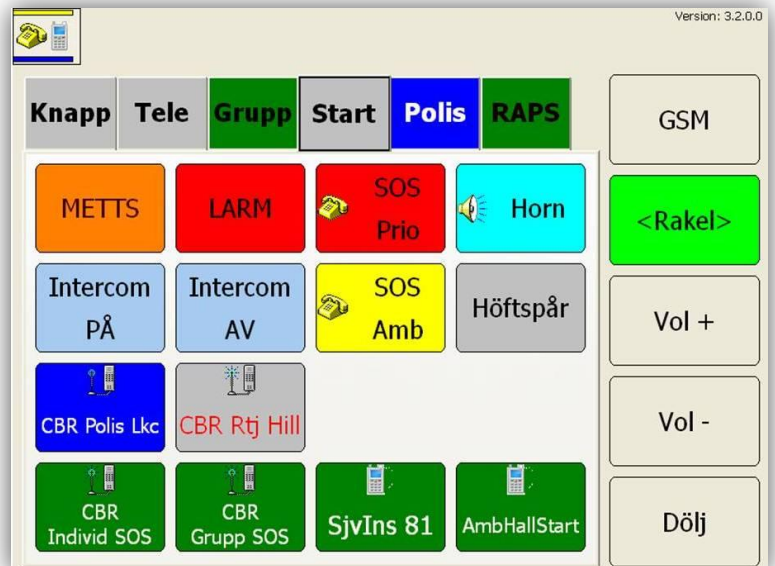 Version: 3.2.0.0
Knapp
Tele
Grupp
Start
Polis
RAPS
METTS
LARM
SOS
Prio
Horn
Intercom
PÅ
Intercom
AV
SOS
Amb
Höftspår
CBR Polis Lkc
CBR Rtj Hill
CBR
Individ SOS
CBR
Grupp SOS
SjvIns 81
AmbHallStart
GSM
<Rakel>
Vol +
Vol -
Dölj